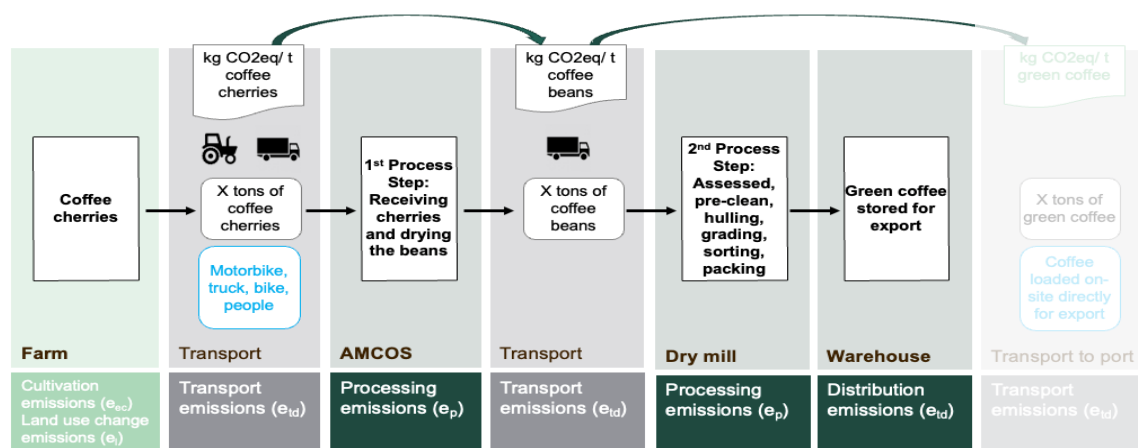 kg CO2eq/ t
coffee
cherries
kg CO2eq/ t
coffee
beans
kg CO2eq/ t
green coffee
Coffee
cherries
X tons of
coffee
cherries
Motorbike,
truck, bike,
people
1st Process
Step:
Receiving
cherries
and drying
the beans
X tons of
coffee
beans
2nd Process
Step:
Assessed,
pre-clean,
hulling,
grading,
sorting,
packing
Green coffee
stored for
export
X tons of
green coffee
Coffee
loaded on-
site directly
for export
Farm
Transport
AMCOS
Transport
Dry mill
Warehouse
Transport to port
Cultivation
emissions (eec)
Land use change
emissions (el)
Transport
emissions (etd)
Processing
emissions (ep)
Transport
emissions (etd)
Processing
emissions (ep)
Distribution
emissions (etd)
Transport
emissions (etd)